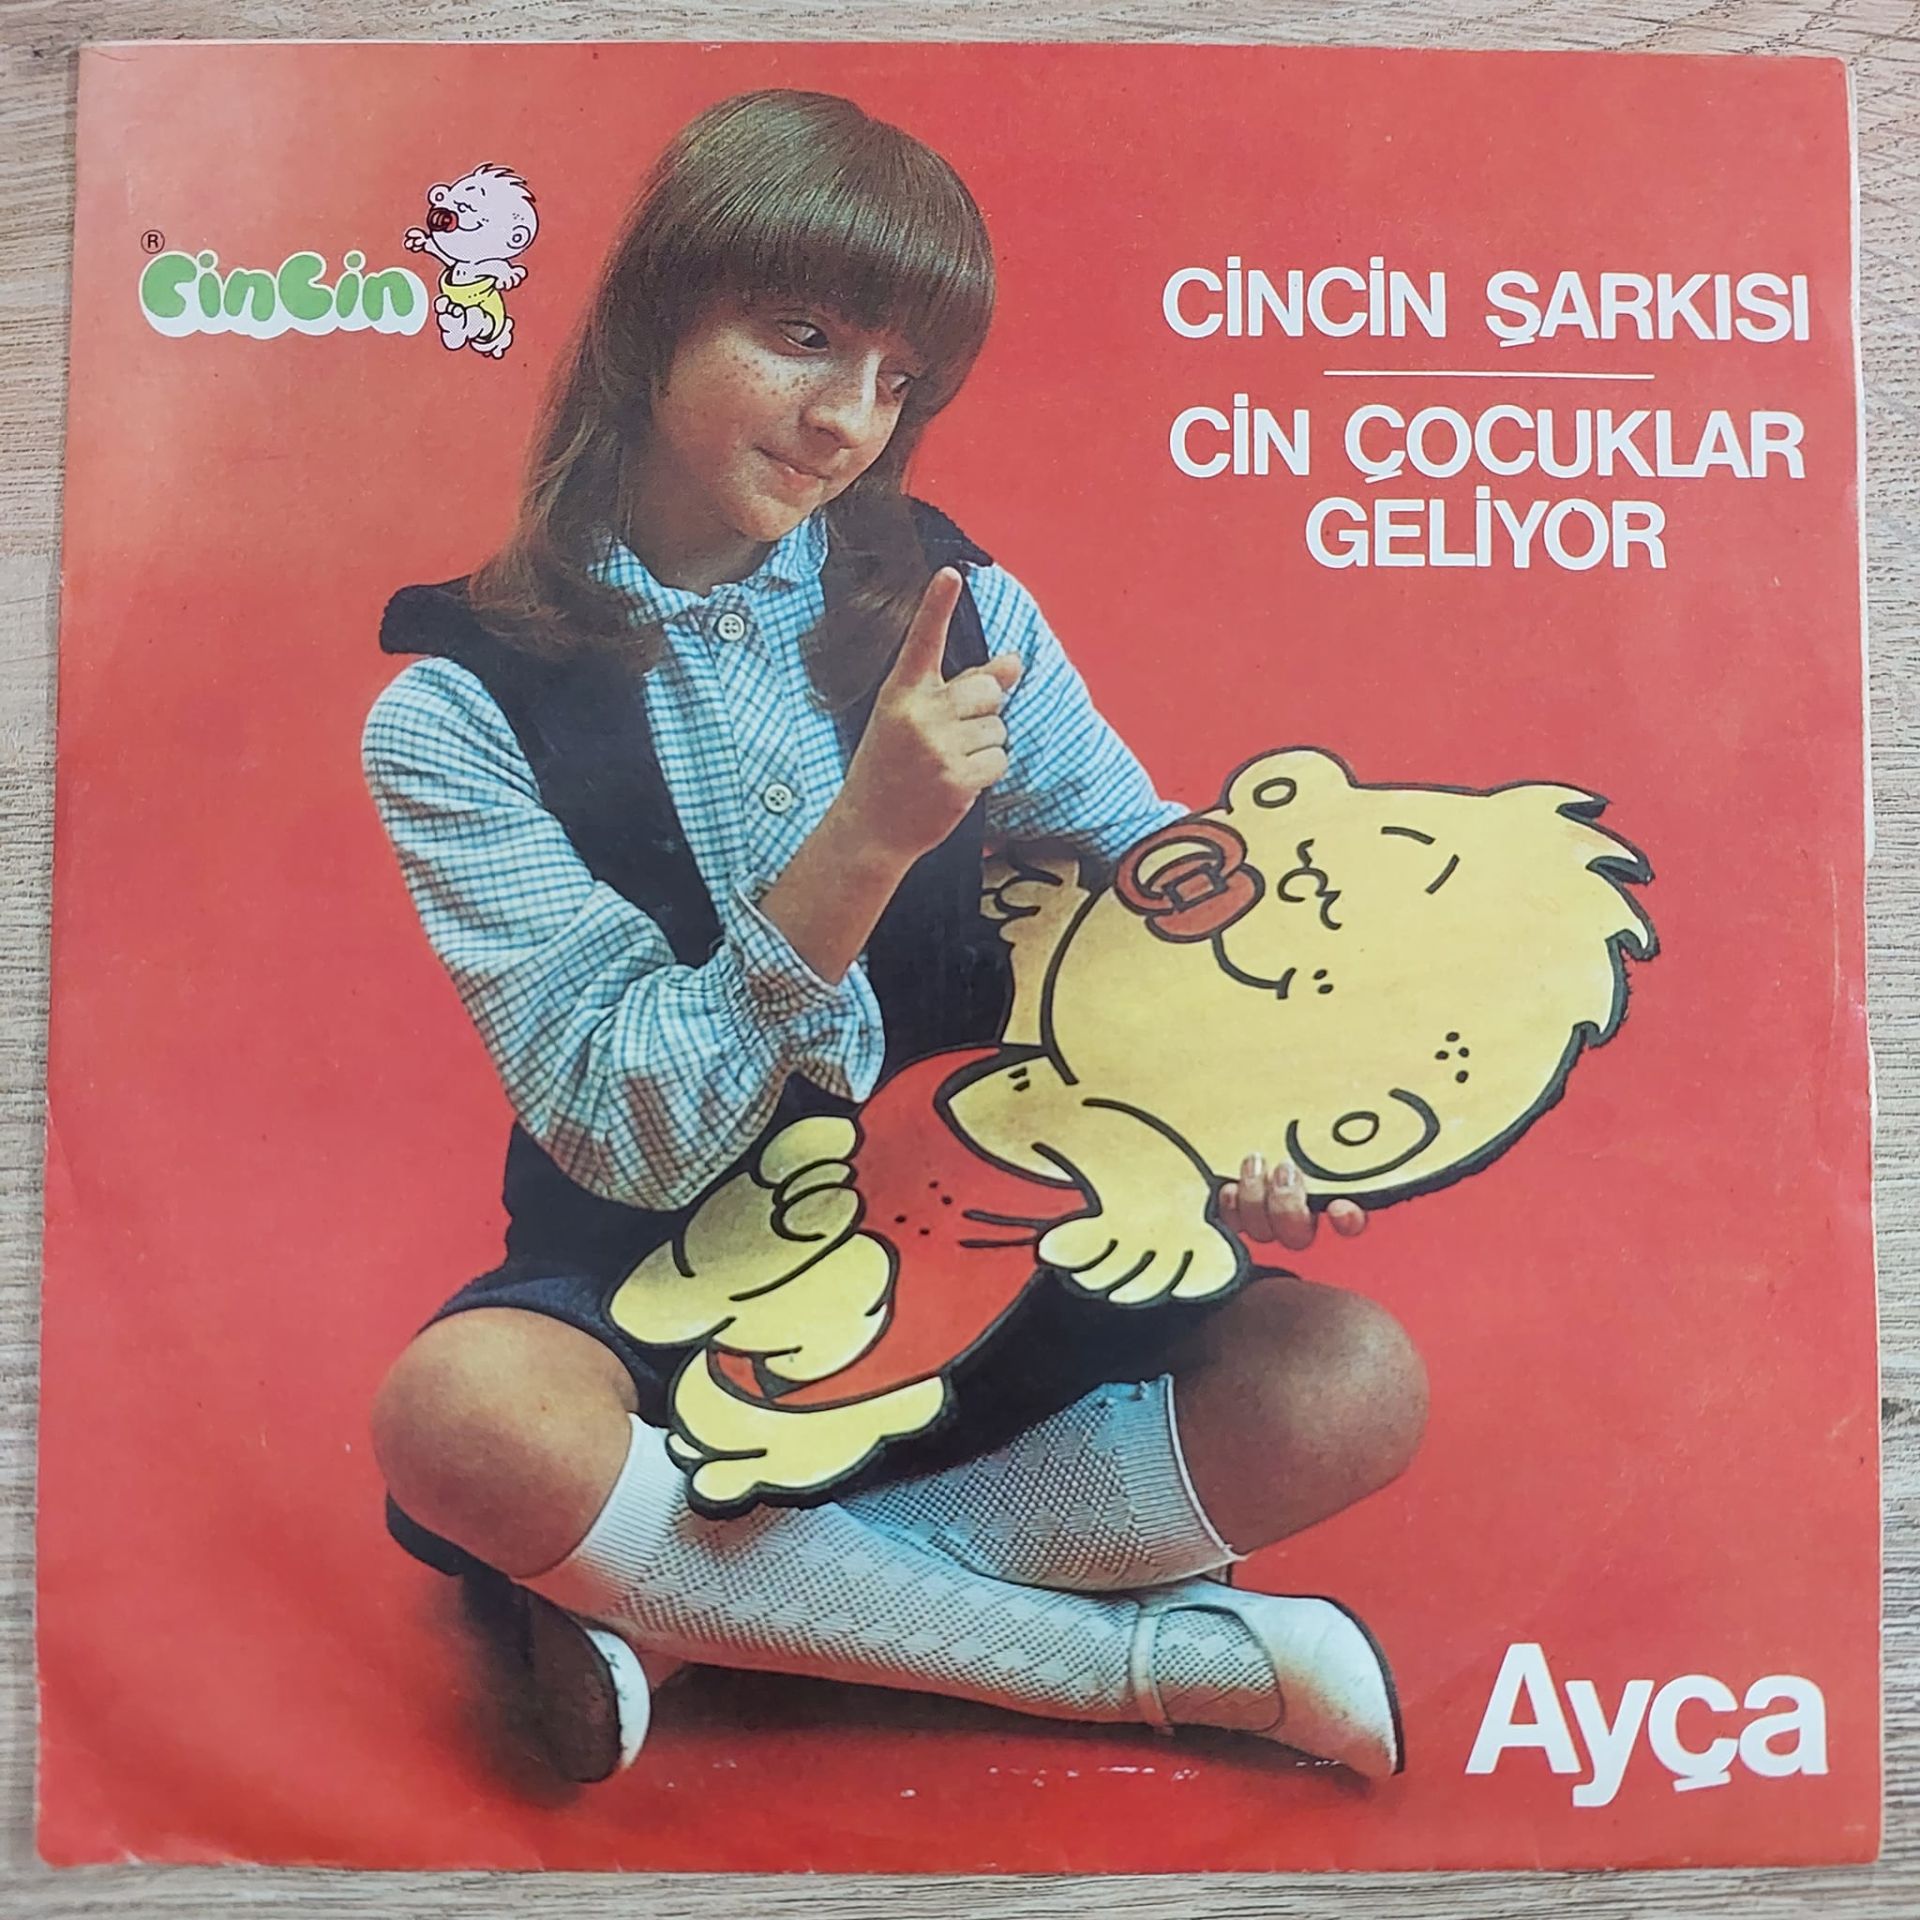 ® CinCin
CİNCİN ŞARKISI
CİN ÇOCUKLAR
GELİYOR
Ayça